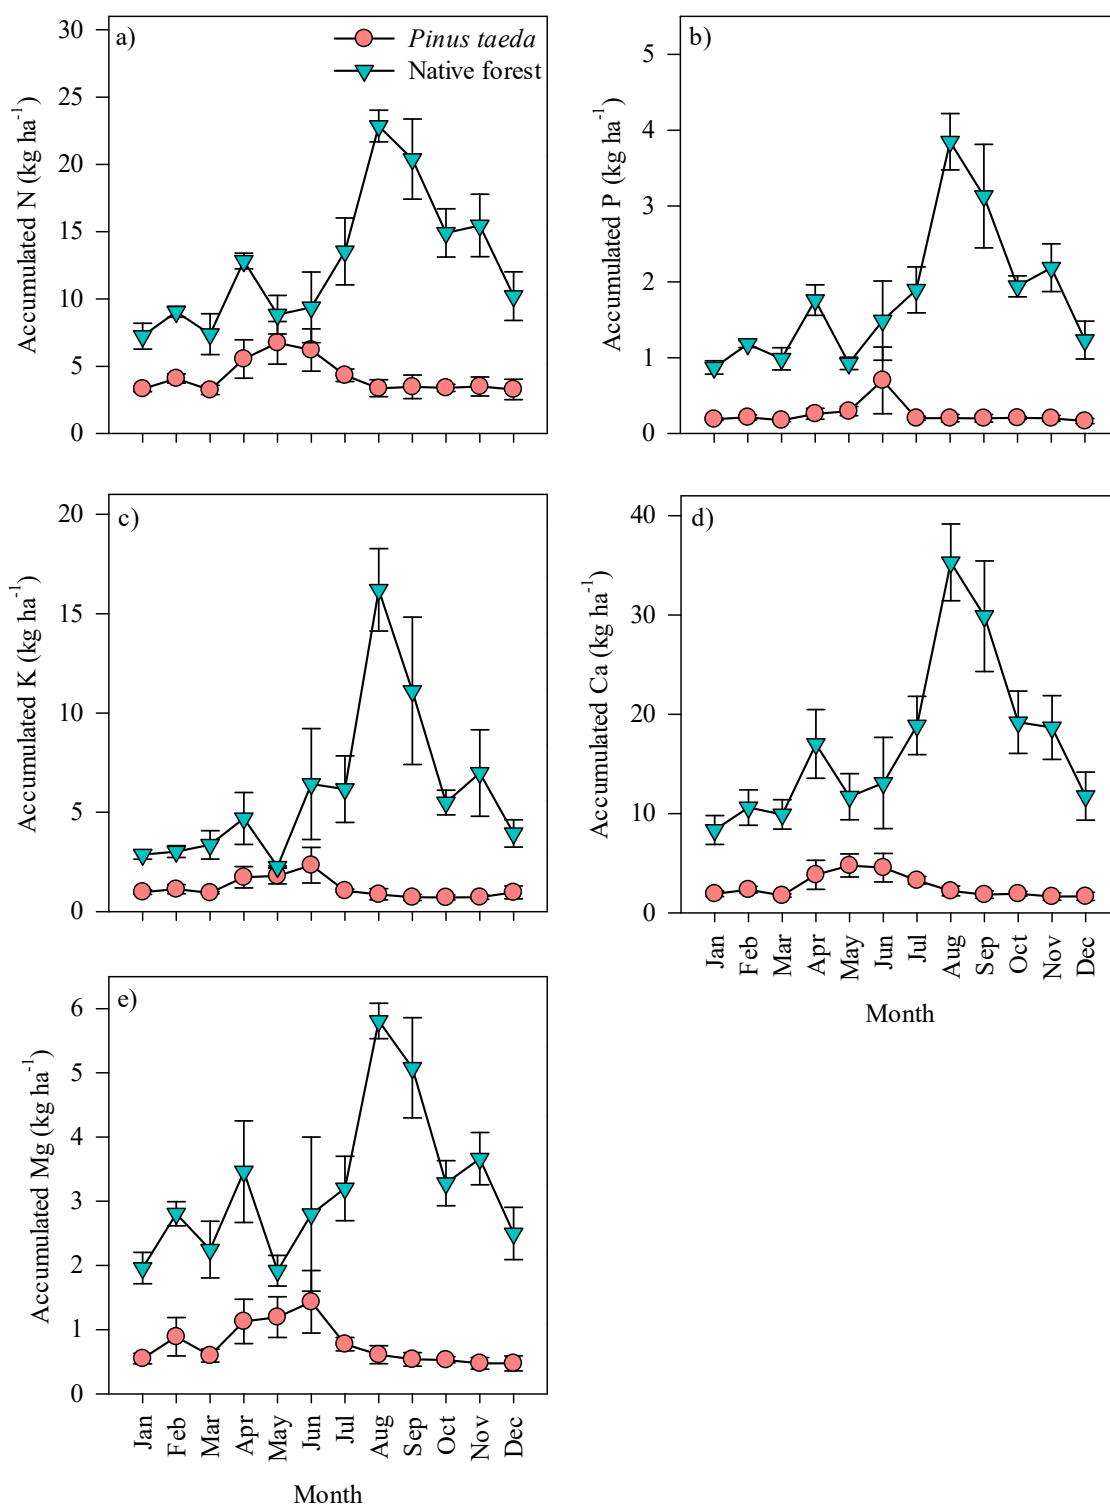 a)
Pinus taeda
Native forest
Accumulated N (kg ha⁻¹)
30
25
20
15
10
5
0
b)
Accumulated P (kg ha⁻¹)
5
4
3
2
1
0
c)
Accumulated K (kg ha⁻¹)
20
15
10
5
0
d)
Accumulated Ca (kg ha⁻¹)
40
30
20
10
0
Jan
Feb
Mar
Apr
May
Jun
Jul
Aug
Sep
Oct
Nov
Dec
Month
e)
Accumulated Mg (kg ha⁻¹)
6
5
4
3
2
1
0
Jan
Feb
Mar
Apr
May
Jun
Jul
Aug
Sep
Oct
Nov
Dec
Month